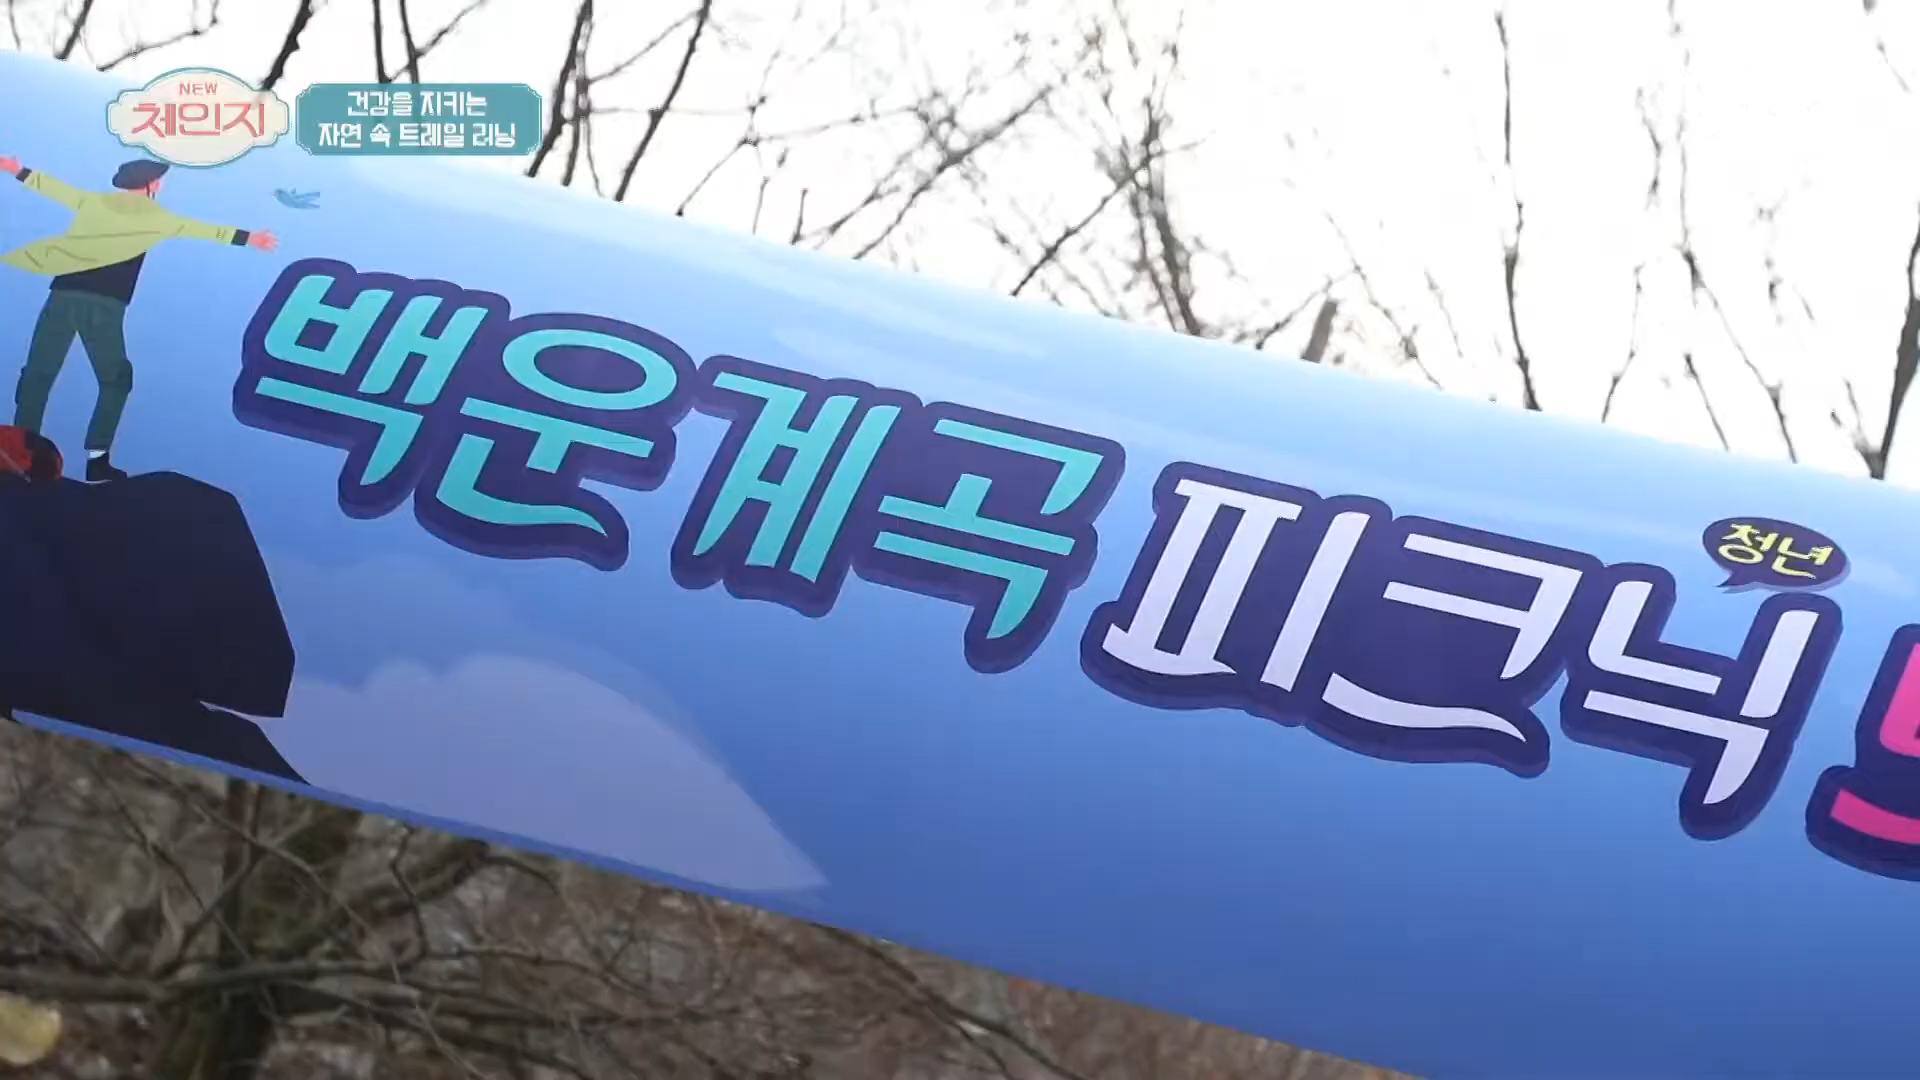 NEW
체인지
건강을 지키는
자연 속 트레일 러닝
백운계곡 피크닉
청년